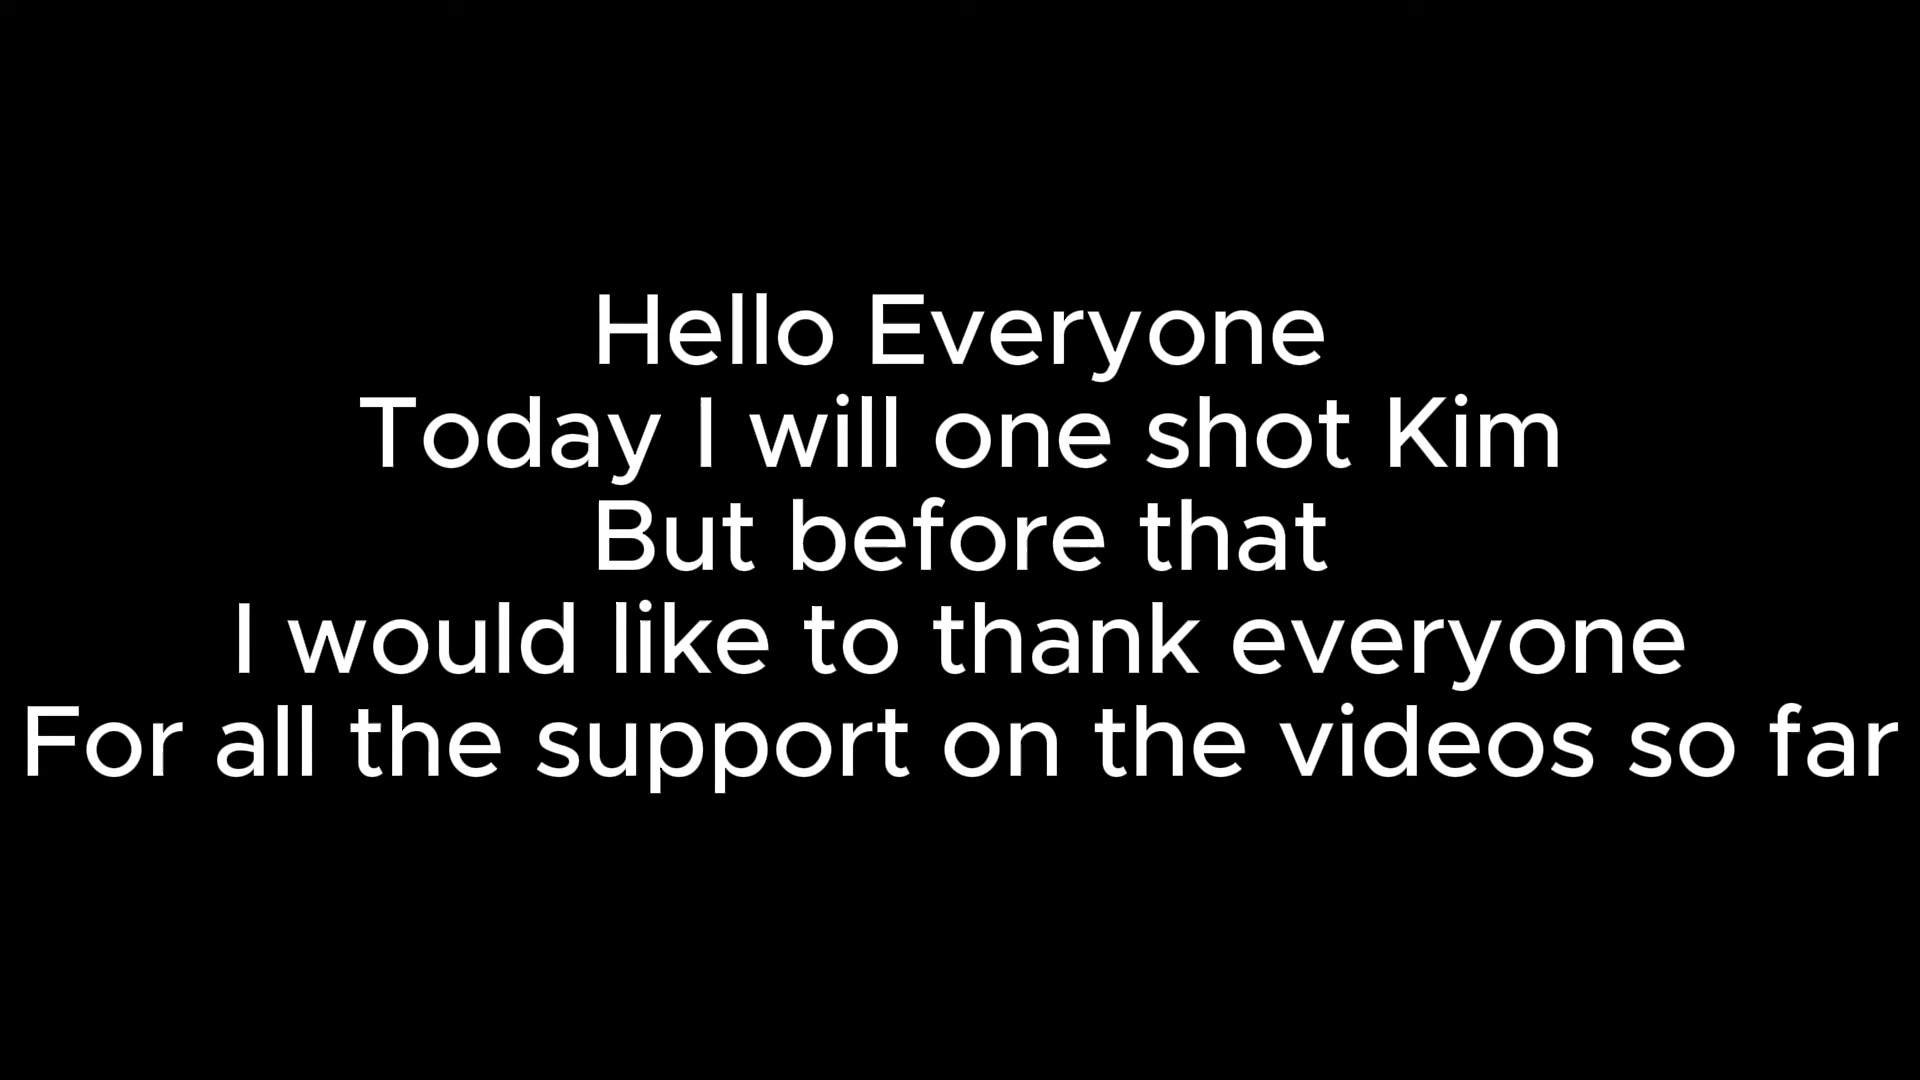 Hello Everyone
Today I will one shot Kim
But before that
I would like to thank everyone
For all the support on the videos so far